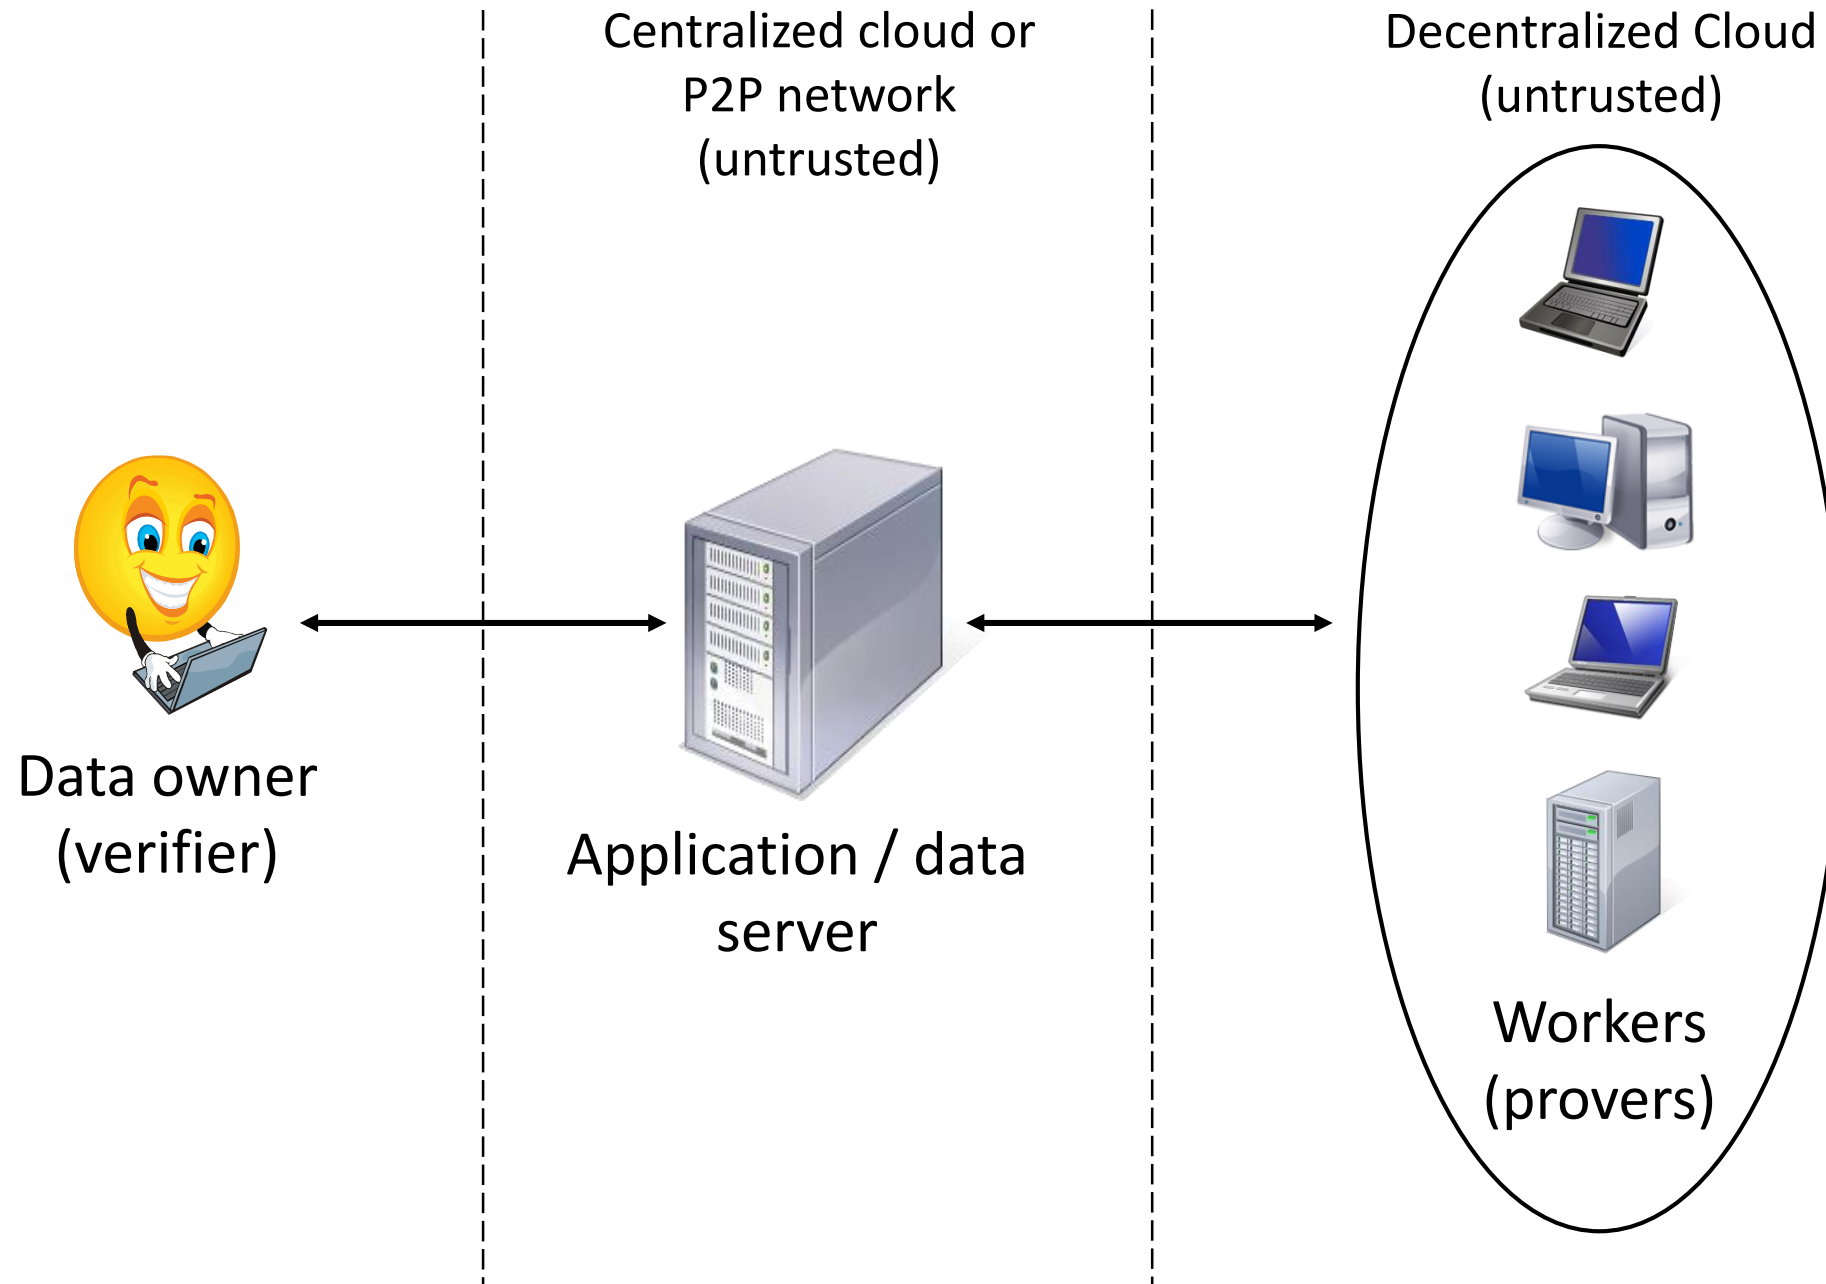 Centralized cloud or
P2P network
(untrusted)
Decentralized Cloud
(untrusted)
Data owner
(verifier)
Application / data
server
Workers
(provers)